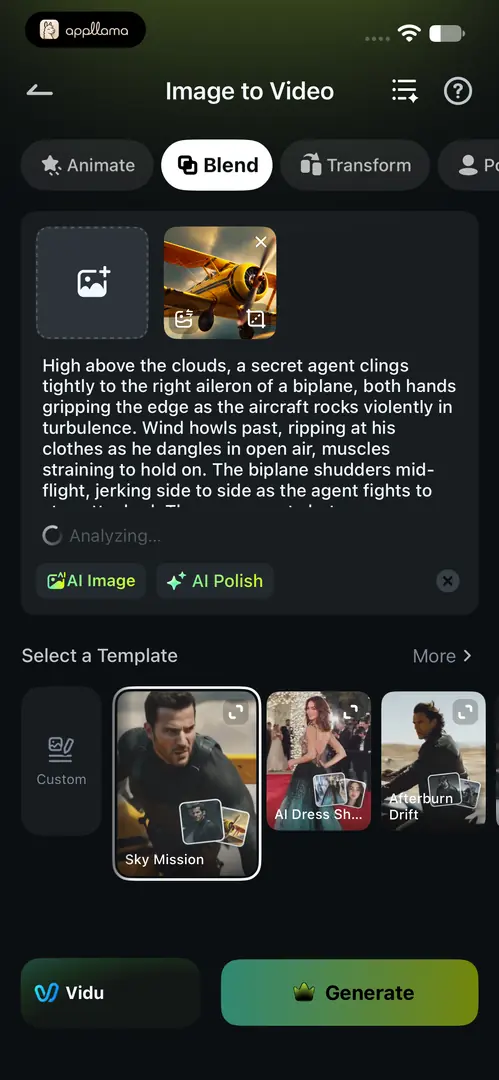 appllama
Image to Video
Animate
Blend
Transform
High above the clouds, a secret agent clings
tightly to the right aileron of a biplane, both hands
gripping the edge as the aircraft rocks violently in
turbulence. Wind howls past, ripping at his
clothes as he dangles in open air, muscles
straining to hold on. The biplane shudders mid-
flight, jerking side to side as the agent fights to
Analyzing...
AI Image
AI Polish
Select a Template
More
Custom
Sky Mission
AI Dress Sh...
Afterburn
Drift
Vidu
Generate